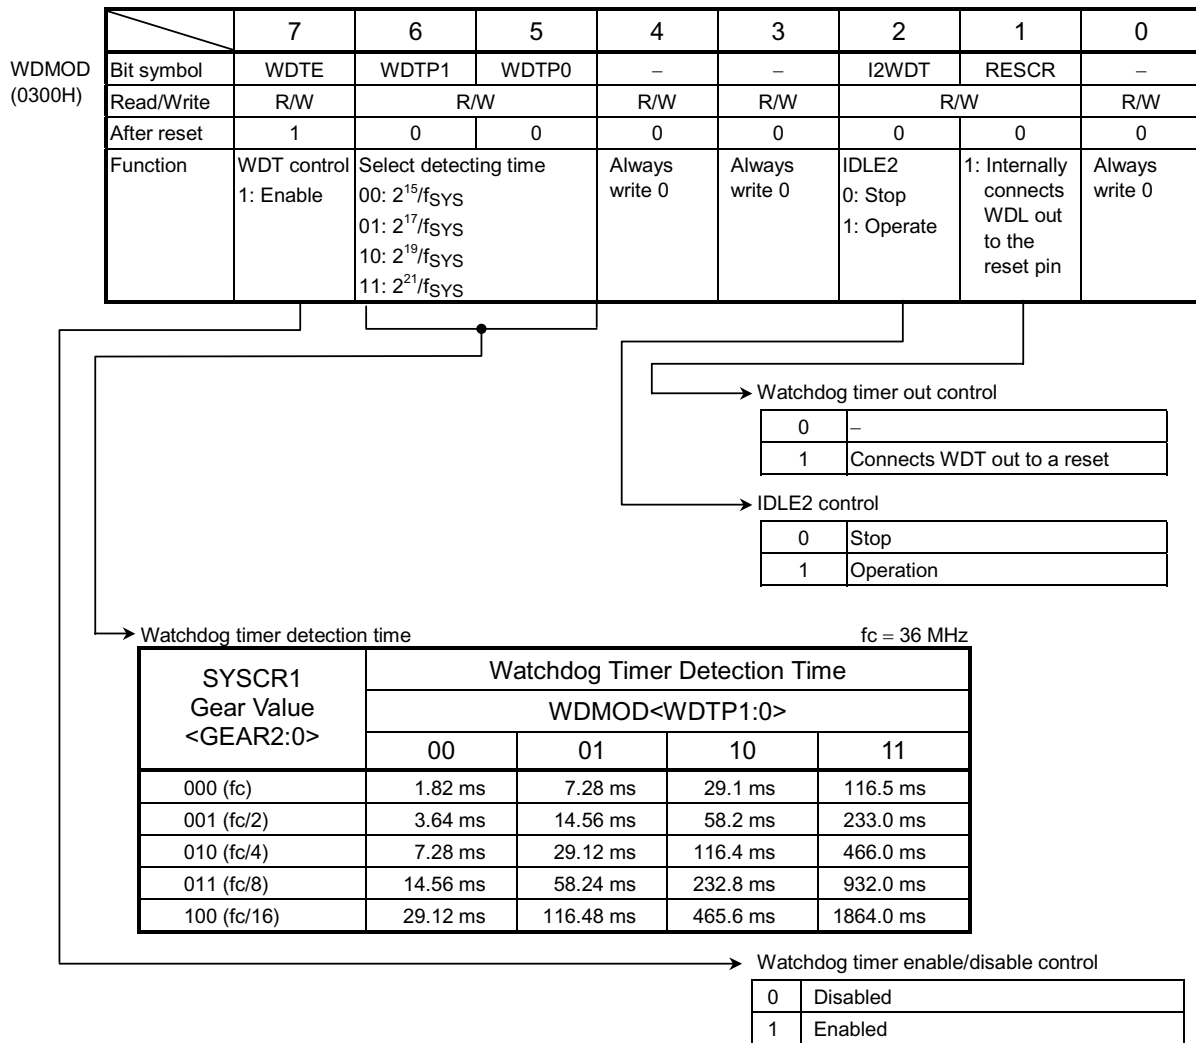 7 6 5 4 3 2 1 0
WDMOD
(0300H)
Bit symbol WDTE WDTP1 WDTP0 – – I2WDT RESCR –
Read/Write R/W R/W R/W R/W R/W R/W
After reset 1 0 0 0 0 0 0 0
Function
WDT control
1: Enable
Select detecting time
00: 2^15/fSYS
01: 2^17/fSYS
10: 2^19/fSYS
11: 2^21/fSYS
Always
write 0
Always
write 0
IDLE2
0: Stop
1: Operate
1: Internally
connects
WDL out
to the
reset pin
Always
write 0
Watchdog timer out control
0 –
1 Connects WDT out to a reset
IDLE2 control
0 Stop
1 Operation
Watchdog timer detection time fc = 36 MHz
SYSCR1
Gear Value
<GEAR2:0>
Watchdog Timer Detection Time
WDMOD<WDTP1:0>
00 01 10 11
000 (fc) 1.82 ms 7.28 ms 29.1 ms 116.5 ms
001 (fc/2) 3.64 ms 14.56 ms 58.2 ms 233.0 ms
010 (fc/4) 7.28 ms 29.12 ms 116.4 ms 466.0 ms
011 (fc/8) 14.56 ms 58.24 ms 232.8 ms 932.0 ms
100 (fc/16) 29.12 ms 116.48 ms 465.6 ms 1864.0 ms
Watchdog timer enable/disable control
0 Disabled
1 Enabled